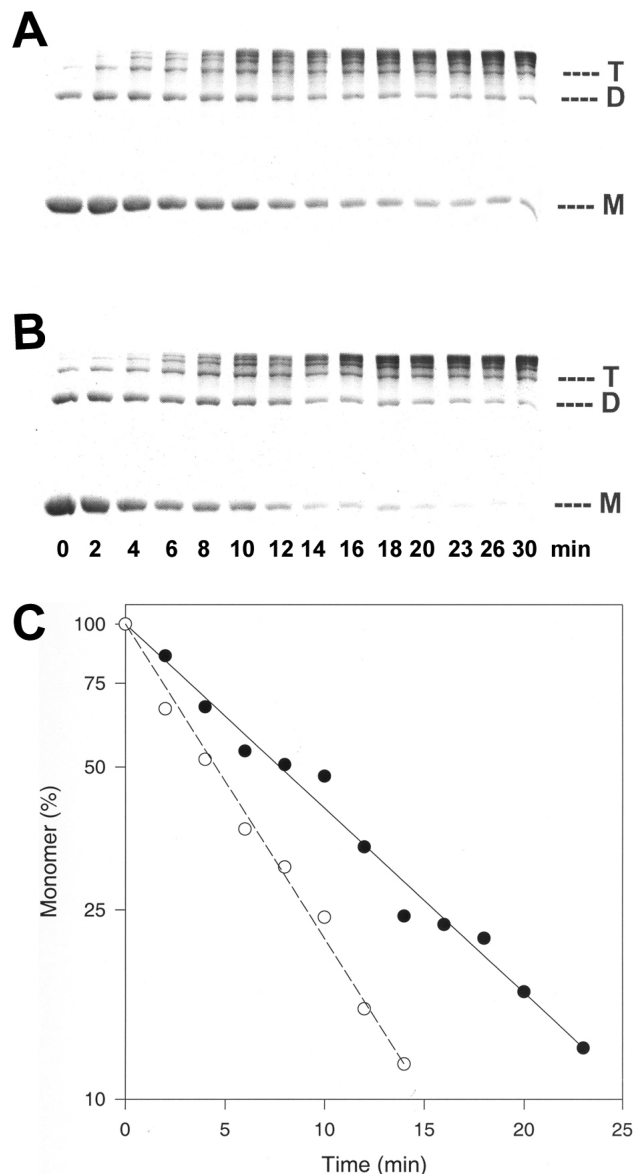 A
---- T
---- D
---- M
B
---- T
---- D
---- M
0 2 4 6 8 10 12 14 16 18 20 23 26 30 min
C
100
75
50
25
10
Monomer (%)
0 5 10 15 20 25
Time (min)